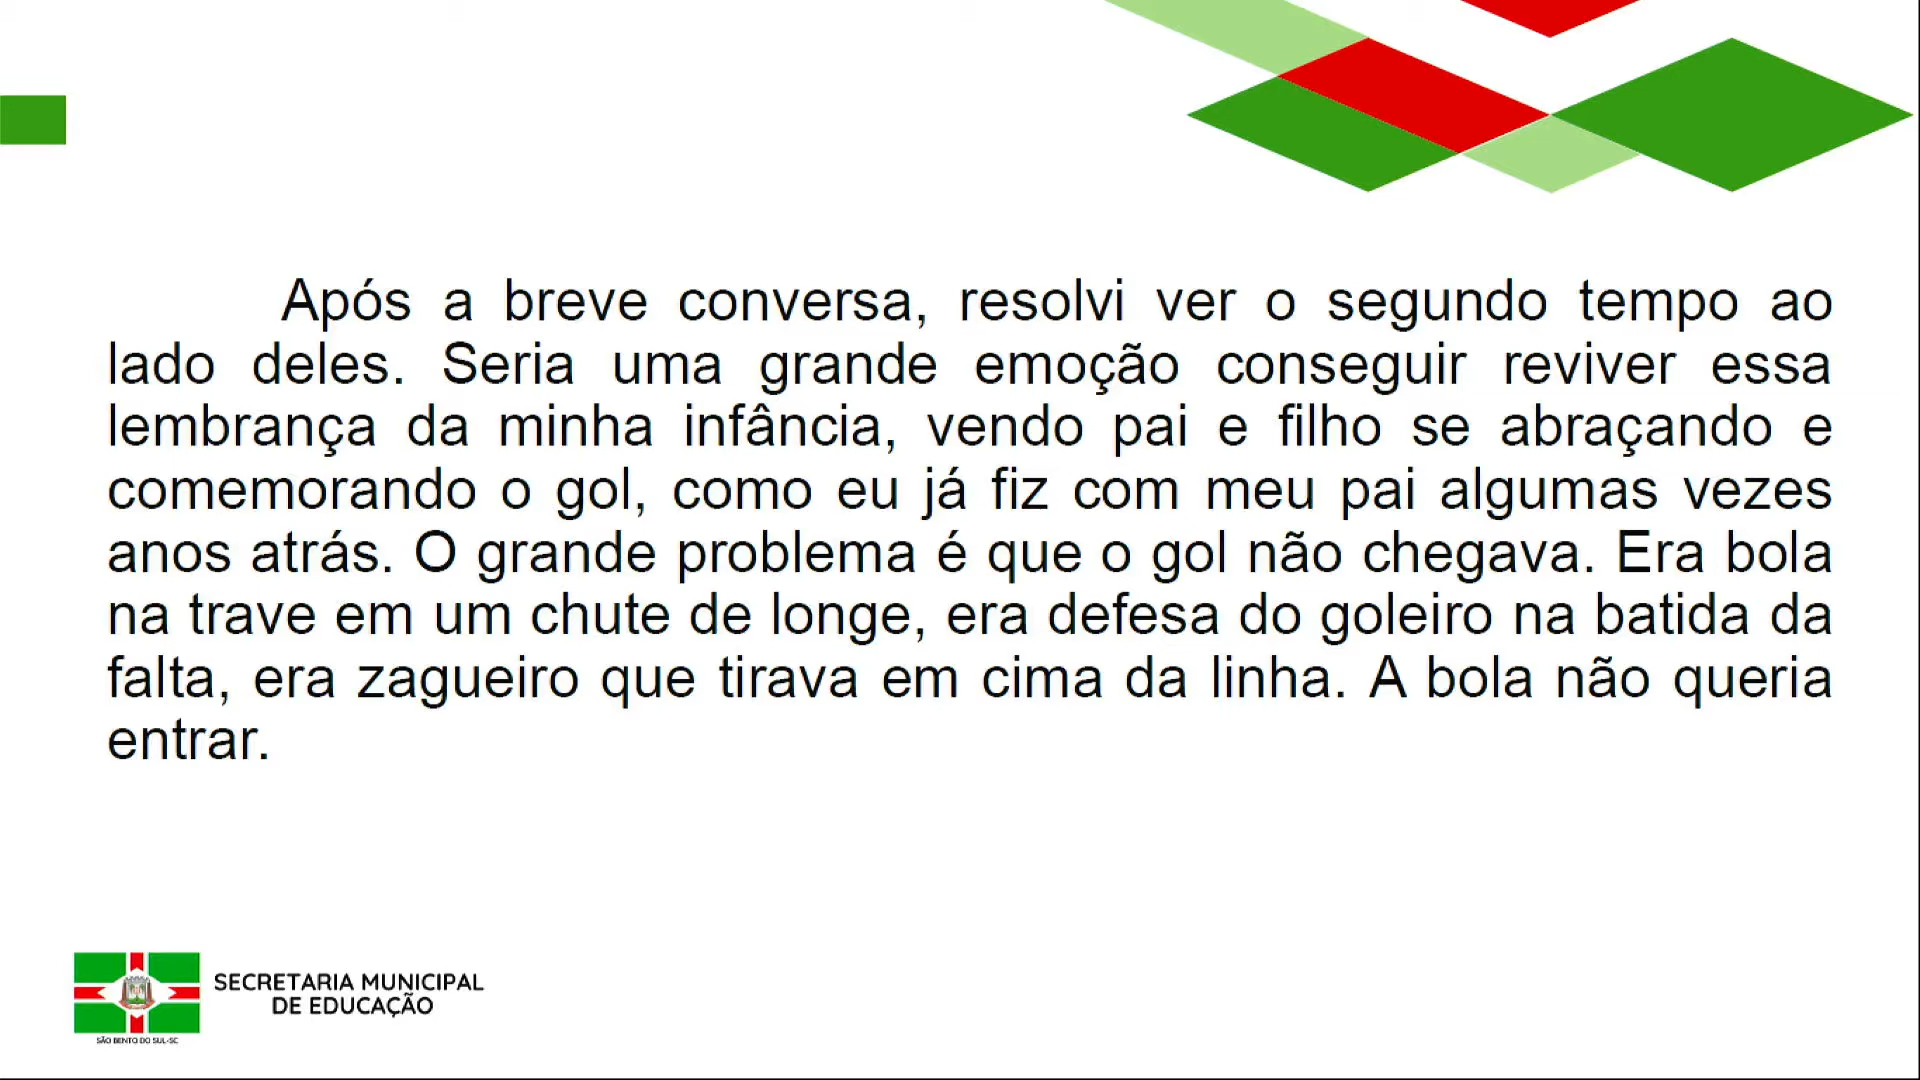 Após a breve conversa, resolvi ver o segundo tempo ao
lado deles. Seria uma grande emoção conseguir reviver essa
lembrança da minha infância, vendo pai e filho se abraçando e
comemorando o gol, como eu já fiz com meu pai algumas vezes
anos atrás. O grande problema é que o gol não chegava. Era bola
na trave em um chute de longe, era defesa do goleiro na batida da
falta, era zagueiro que tirava em cima da linha. A bola não queria
entrar.
SECRETARIA MUNICIPAL
DE EDUCAÇÃO
SÃO BENTO DO SUL-SC